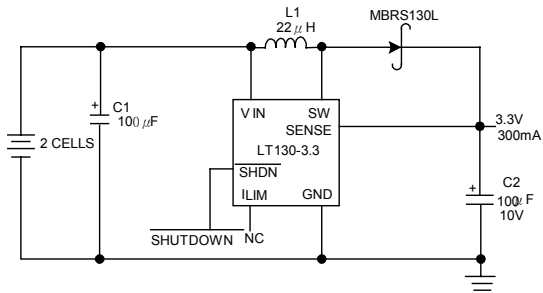 L1
22μH
MBRS130L
C1
100μF
2 CELLS
V IN
SW
SENSE
LT130-3.3
SHDN
ILIM
GND
SHUTDOWN
NC
3.3V
300mA
C2
100μF
10V